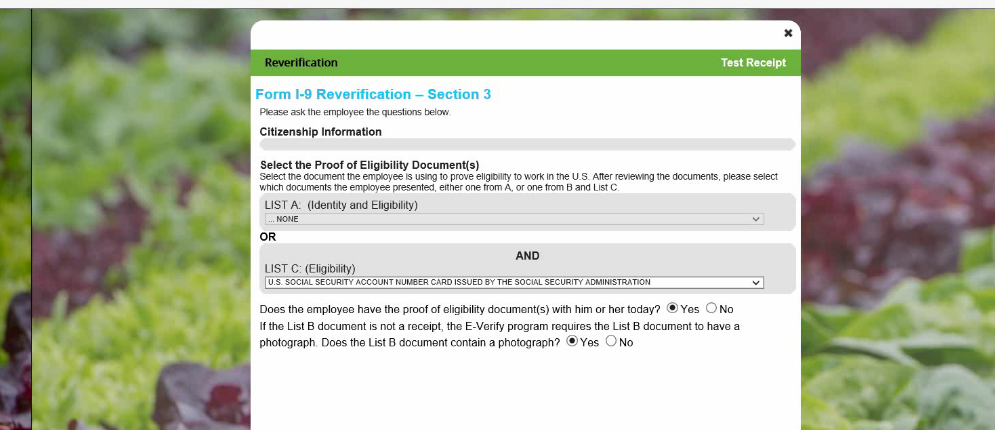 ✖
Reverification Test Receipt
Form I-9 Reverification – Section 3
Please ask the employee the questions below.
Citizenship Information
Select the Proof of Eligibility Document(s)
Select the document the employee is using to prove eligibility to work in the U.S. After reviewing the documents, please select
which documents the employee presented, either one from A, or one from B and List C.
LIST A: (Identity and Eligibility)
... NONE
OR
AND
LIST C: (Eligibility)
U.S. SOCIAL SECURITY ACCOUNT NUMBER CARD ISSUED BY THE SOCIAL SECURITY ADMINISTRATION
Does the employee have the proof of eligibility document(s) with him or her today? Yes No
If the List B document is not a receipt, the E-Verify program requires the List B document to have a
photograph. Does the List B document contain a photograph? Yes No